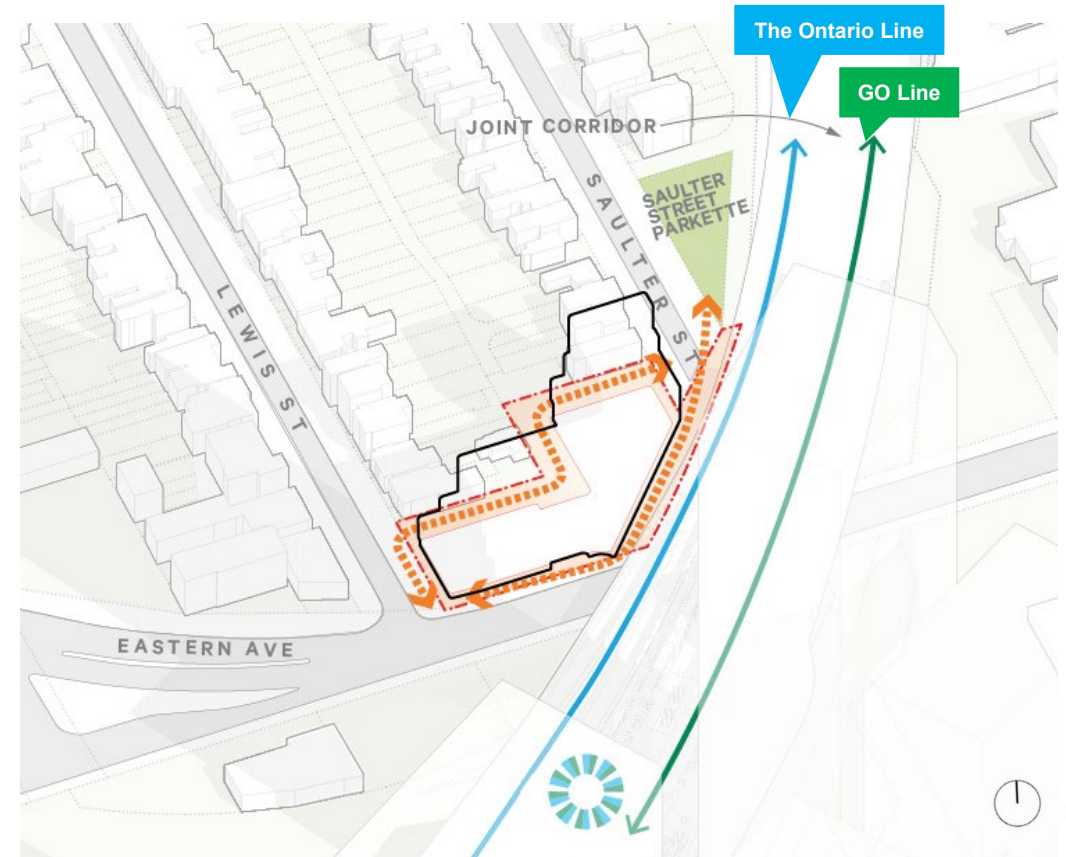 The Ontario Line
GO Line
JOINT CORRIDOR
SAULTER
STREET
PARKETTE
SAULTER ST
LEWIS ST
EASTERN AVE